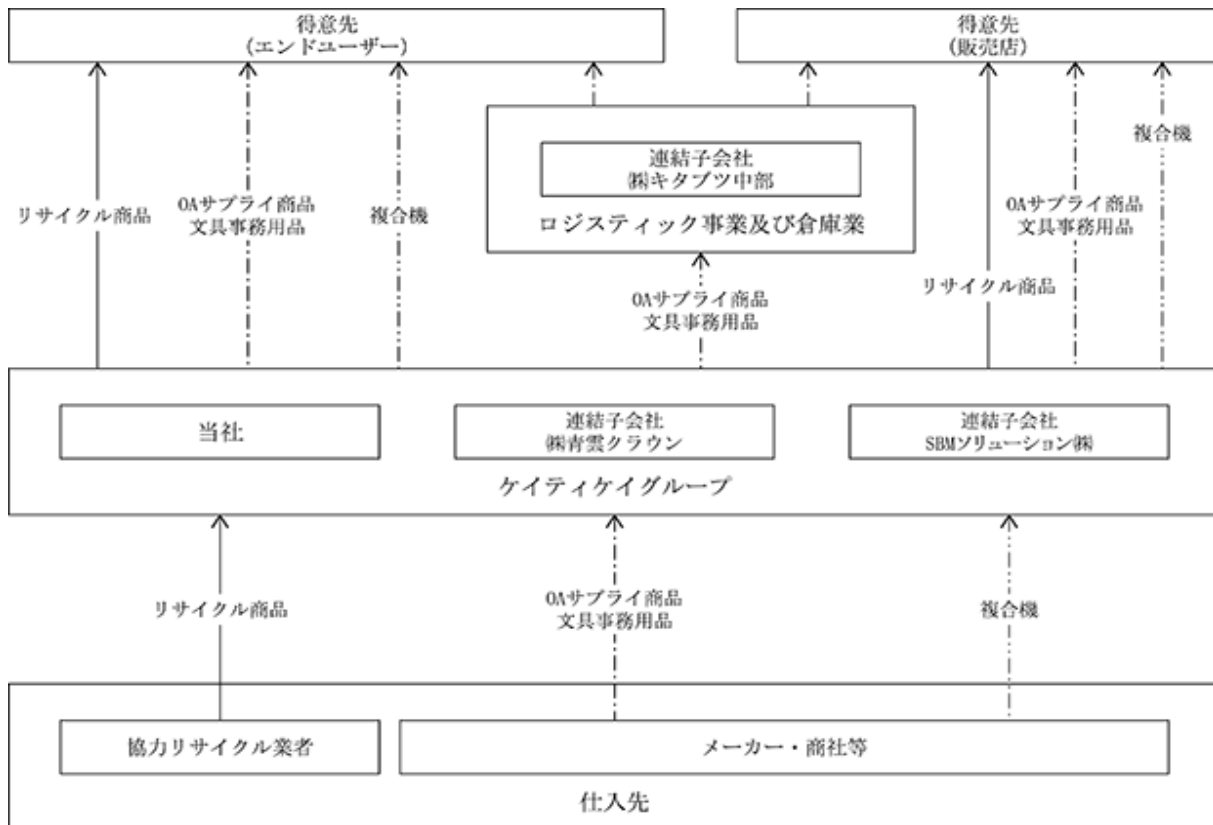 得意先
(エンドユーザー)
得意先
(販売店)
連結子会社
㈱キタブツ中部
ロジスティック事業及び倉庫業
複合機
リサイクル商品
OAサプライ商品
文具事務用品
複合機
OAサプライ商品
文具事務用品
リサイクル商品
OAサプライ商品
文具事務用品
当社
連結子会社
㈱青雲クラウン
連結子会社
SBMソリューション㈱
ケイティケイグループ
リサイクル商品
OAサプライ商品
文具事務用品
複合機
協力リサイクル業者
メーカー・商社等
仕入先